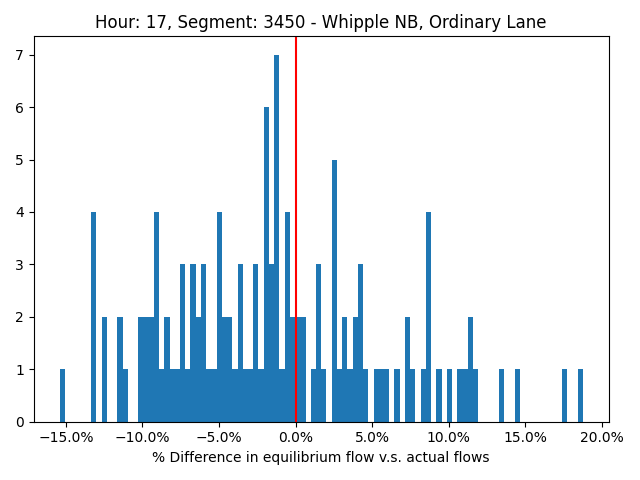 Hour: 17, Segment: 3450 - Whipple NB, Ordinary Lane
7
6
5
4
3
2
1
0
−15.0% −10.0% −5.0% 0.0% 5.0% 10.0% 15.0% 20.0%
% Difference in equilibrium flow v.s. actual flows